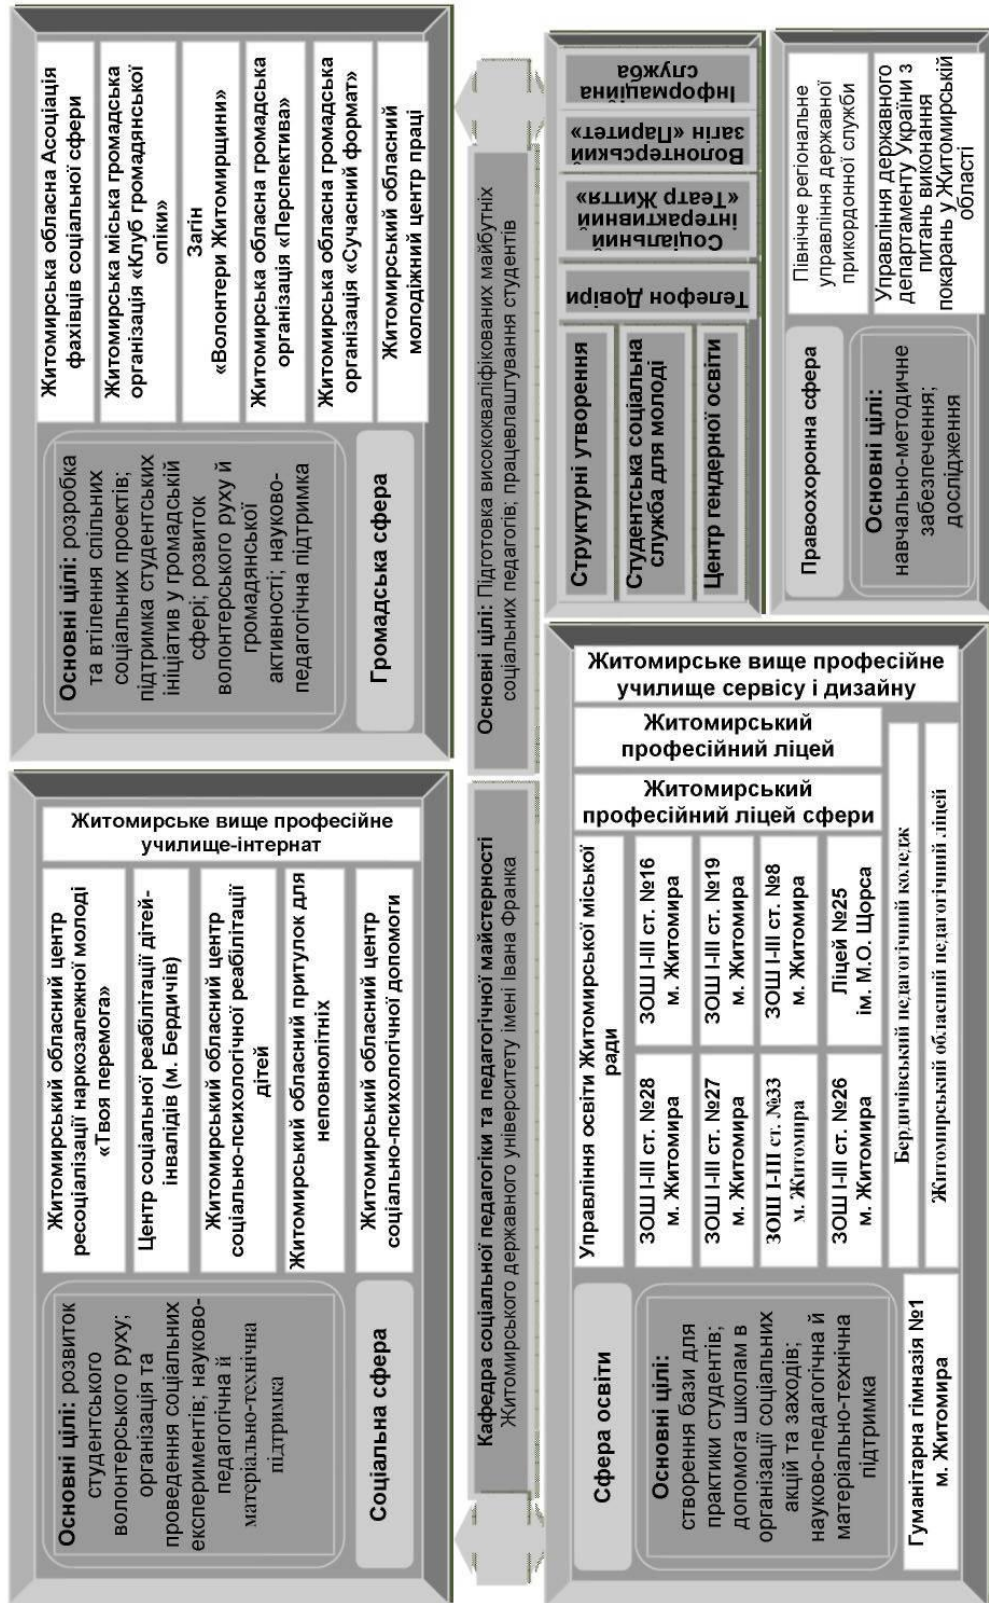 Основні цілі: розвиток
студентського
волонтерського руху;
організація та
проведення соціальних
експериментів; науково-
педагогічна й
матеріально-технічна
підтримка
Соціальна сфера
Житомирський обласний центр
ресоціалізації наркозалежної молоді
«Твоя перемога»
Центр соціальної реабілітації дітей-
інвалідів (м. Бердичів)
Житомирський обласний центр
соціально-психологічної реабілітації
дітей
Житомирський обласний притулок для
неповнолітніх
Житомирський обласний центр
соціально-психологічної допомоги
Житомирське вище професійне
училище-інтернат
Основні цілі: розробка
та втілення спільних
соціальних проектів;
підтримка студентських
ініціатив у громадській
сфері; розвиток
волонтерського руху й
громадянської
активності; науково-
педагогічна підтримка
Громадська сфера
Житомирська обласна Асоціація
фахівців соціальної сфери
Житомирська міська громадська
організація «Клуб громадянської
опіки»
Загін
«Волонтери Житомирщини»
Житомирська обласна громадська
організація «Перспектива»
Житомирська обласна громадська
організація «Сучасний формат»
Житомирський обласний
молодіжний центр праці
Кафедра соціальної педагогіки та педагогічної майстерності
Житомирського державного університету імені Івана Франка
Основні цілі: Підготовка висококваліфікованих майбутніх
соціальних педагогів; працевлаштування студентів
Сфера освіти
Основні цілі:
створення бази для
практики студентів;
допомога школам в
організації соціальних
акцій та заходів;
науково-педагогічна й
матеріально-технічна
підтримка
Гуманітарна гімназія №1
м. Житомира
Управління освіти Житомирської міської
ради
ЗОШ І-ІІІ ст. №28
м. Житомира
ЗОШ І-ІІІ ст. №16
м. Житомира
ЗОШ І-ІІІ ст. №27
м. Житомира
ЗОШ І-ІІІ ст. №19
м. Житомира
ЗОШ І-ІІІ ст. №33
м. Житомира
ЗОШ І-ІІІ ст. №8
м. Житомира
ЗОШ І-ІІІ ст. №26
м. Житомира
Ліцей №25
ім. М.О. Щорса
Бердичівський педагогічний коледж
Житомирський обласний педагогічний ліцей
Житомирський
професійний ліцей сфери
Житомирський
професійний ліцей
Житомирське вище професійне
училище сервісу і дизайну
Структурні утворення
Студентська соціальна
служба для молоді
Центр гендерної освіти
Телефон Довіри
Соціальний
інтерактивний
«Театр Життя»
Волонтерський
загін «Паритет»
Інформаційна
служба
Правоохоронна сфера
Основні цілі:
навчально-методичне
забезпечення;
дослідження
Північне регіональне
управління державної
прикордонної служби
Управління державного
департаменту України з
питань виконання
покарань у Житомирській
області